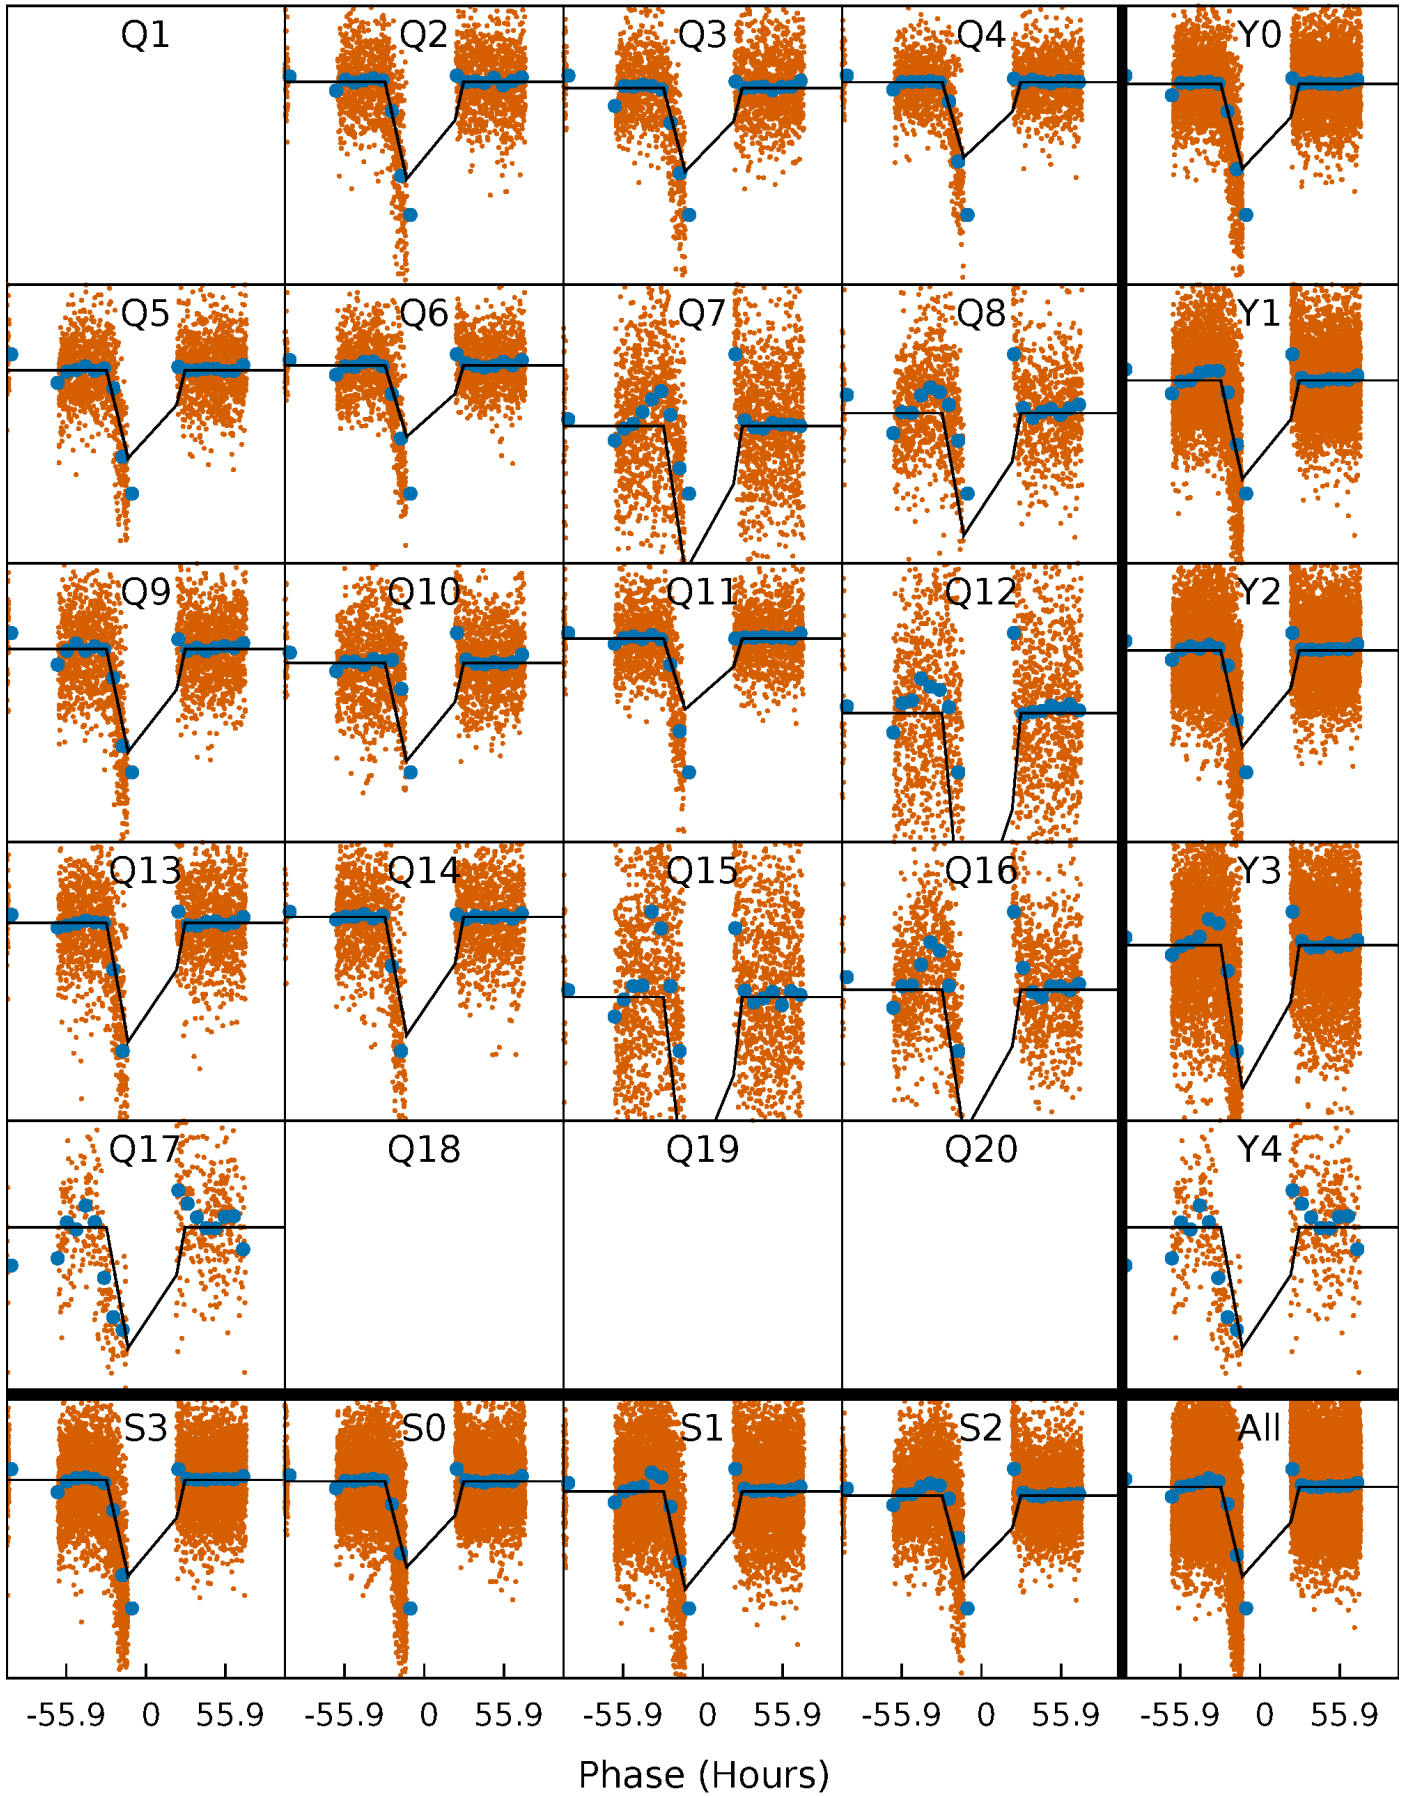 Q1 Q2 Q3 Q4 Y0
Q5 Q6 Q7 Q8 Y1
Q9 Q10 Q11 Q12 Y2
Q13 Q14 Q15 Q16 Y3
Q17 Q18 Q19 Q20 Y4
S3 S0 S1 S2 All
-55.9 0 55.9 -55.9 0 55.9 -55.9 0 55.9 -55.9 0 55.9 -55.9 0 55.9
Phase (Hours)